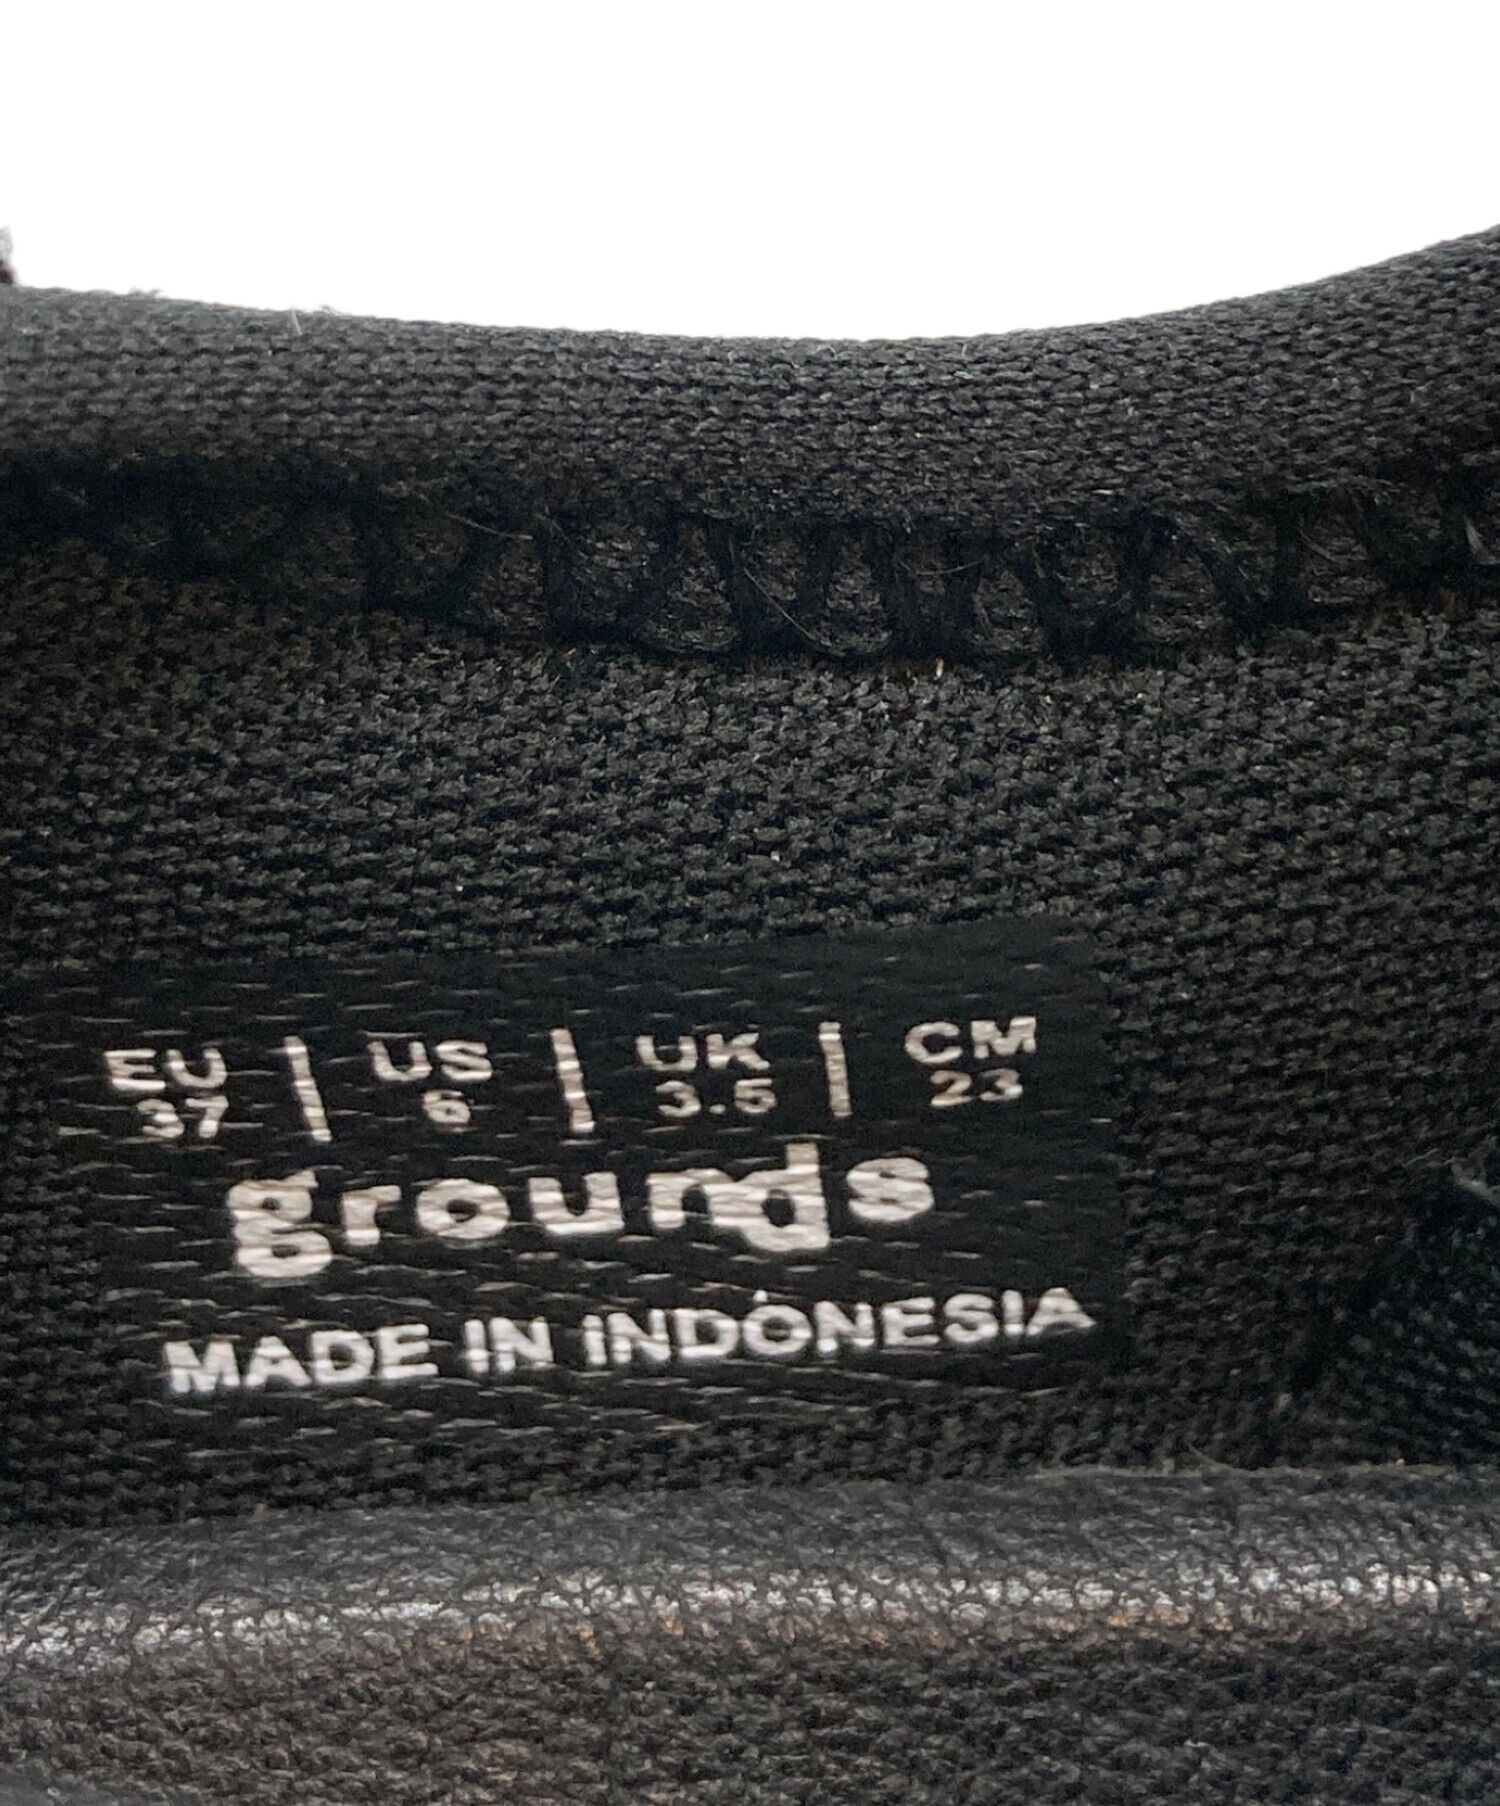 EU | US | UK | CM
37 | 6 | 3.5 | 23
grounds
MADE IN INDONESIA